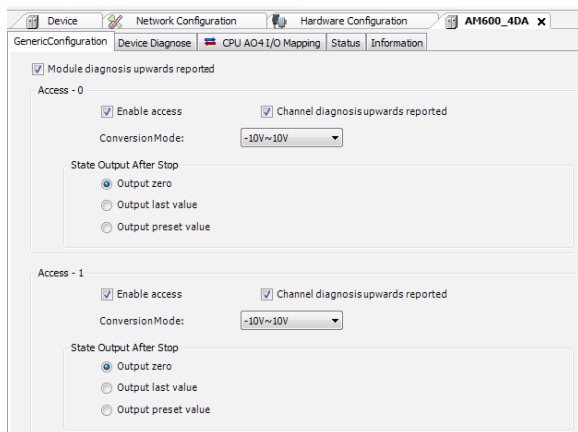 Device Network Configuration Hardware Configuration AM600_4DA x
GenericConfiguration Device Diagnose CPU AO4 I/O Mapping Status Information
Module diagnosis upwards reported
Access - 0
Enable access Channel diagnosis upwards reported
ConversionMode: -10V~10V
State Output After Stop
Output zero
Output last value
Output preset value
Access - 1
Enable access Channel diagnosis upwards reported
ConversionMode: -10V~10V
State Output After Stop
Output zero
Output last value
Output preset value